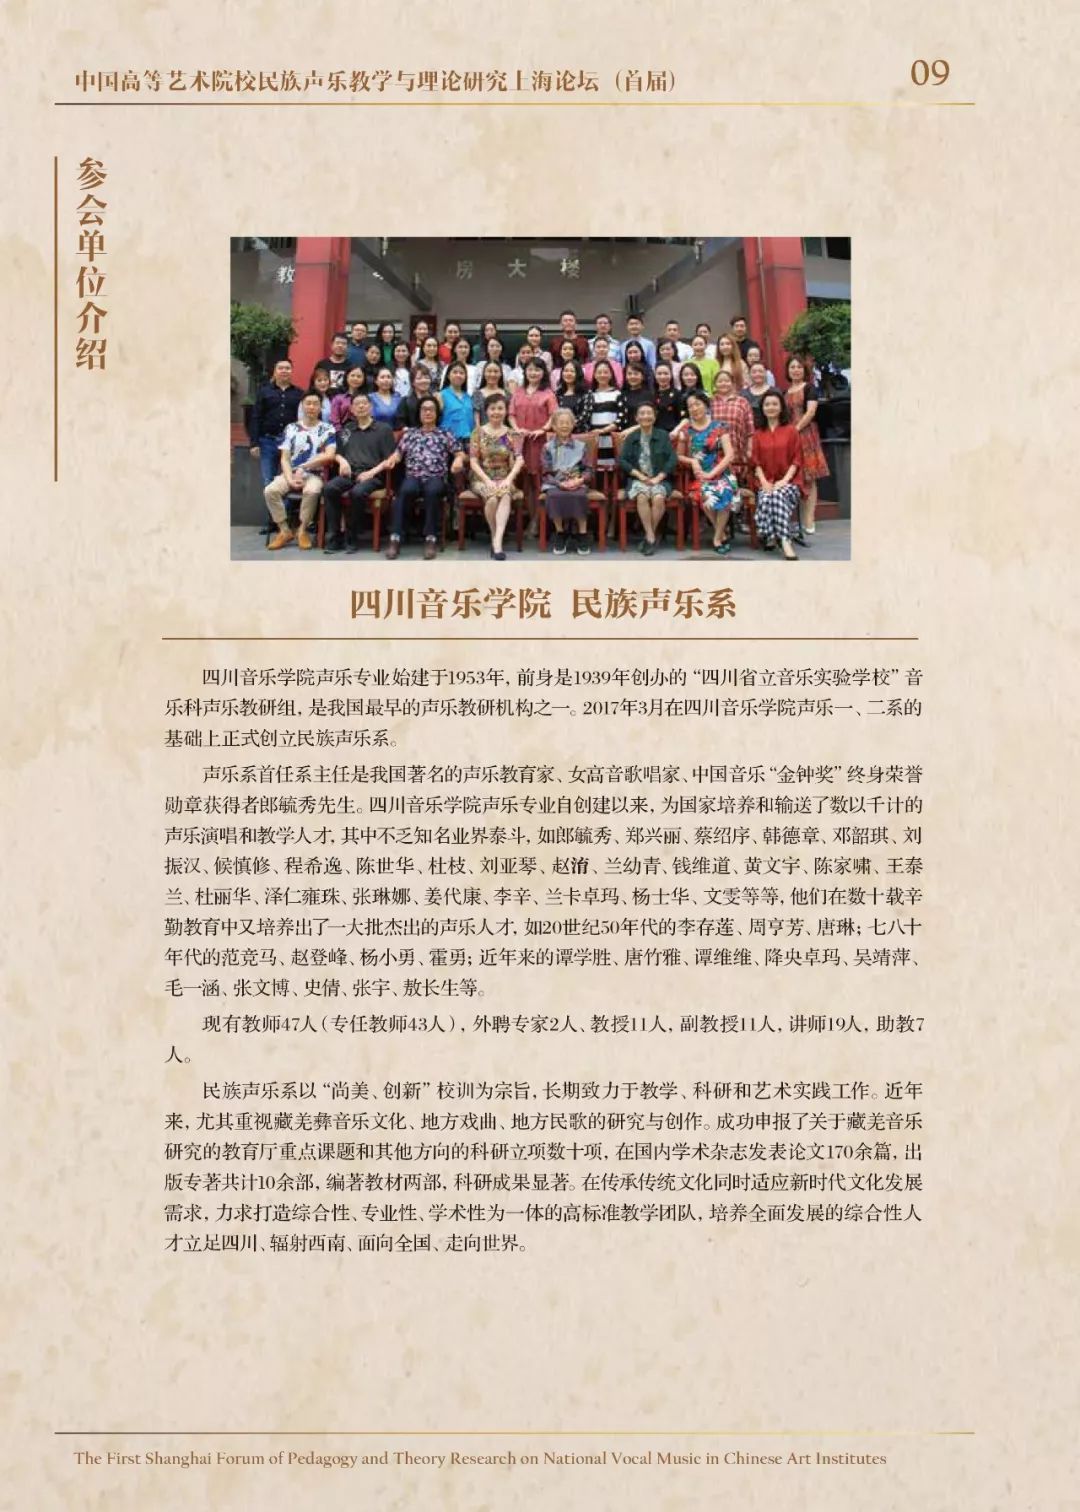 中国高等艺术院校民族声乐教学与理论研究上海论坛（首届）
09
参会单位介绍
教 房大楼
四川音乐学院 民族声乐系
四川音乐学院声乐专业始建于1953年，前身是1939年创办的“四川省立音乐实验学校”音
乐科声乐教研组，是我国最早的声乐教研机构之一。2017年3月在四川音乐学院声乐一、二系的
基础上正式创立民族声乐系。
声乐系首任系主任是我国著名的声乐教育家、女高音歌唱家、中国音乐“金钟奖”终身荣誉
勋章获得者郎毓秀先生。四川音乐学院声乐专业自创建以来，为国家培养和输送了数以千计的
声乐演唱和教学人才，其中不乏知名业界泰斗，如郎毓秀、郑兴丽、蔡绍序、韩德章、邓韶琪、刘
振汉、候慎修、程希逸、陈世华、杜枝、刘亚琴、赵洧、兰幼青、钱维道、黄文宇、陈家啸、王泰
兰、杜丽华、泽仁雍珠、张琳娜、姜代康、李辛、兰卡卓玛、杨士华、文雯等等，他们在数十载辛
勤教育中又培养出了一大批杰出的声乐人才，如20世纪50年代的李存莲、周亨芳、唐琳；七八十
年代的范竞马、赵登峰、杨小勇、霍勇；近年来的谭学胜、唐竹雅、谭维维、降央卓玛、吴靖萍、
毛一涵、张文博、史倩、张宇、敖长生等。
现有教师47人（专任教师43人），外聘专家2人、教授11人，副教授11人，讲师19人，助教7
人。
民族声乐系以“尚美、创新”校训为宗旨，长期致力于教学、科研和艺术实践工作。近年
来，尤其重视藏羌彝音乐文化、地方戏曲、地方民歌的研究与创作。成功申报了关于藏羌音乐
研究的教育厅重点课题和其他方向的科研立项数十项，在国内学术杂志发表论文170余篇，出
版专著共计10余部，编著教材两部，科研成果显著。在传承传统文化同时适应新时代文化发展
需求，力求打造综合性、专业性、学术性为一体的高标准教学团队，培养全面发展的综合性人
才立足四川、辐射西南、面向全国、走向世界。
The First Shanghai Forum of Pedagogy and Theory Research on National Vocal Music in Chinese Art Institutes